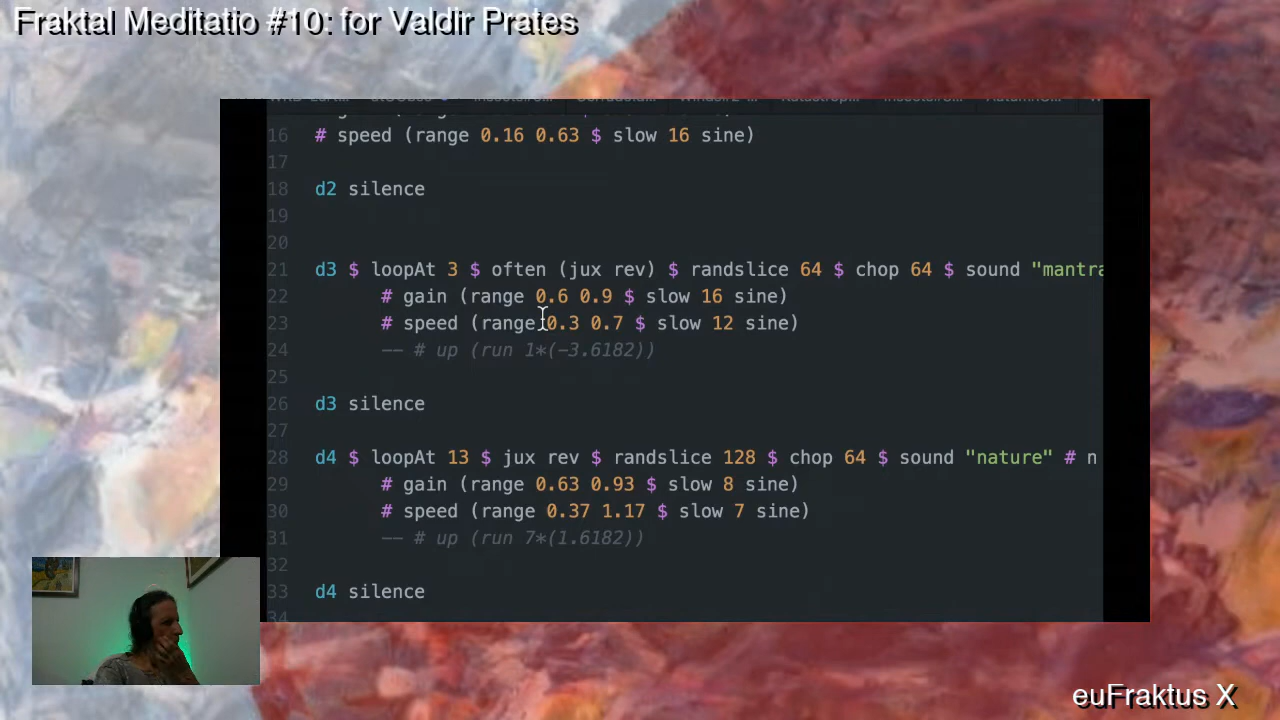 Fraktal Meditatio #10: for Valdir Prates
16 # speed (range 0.16 0.63 $ slow 16 sine)
17
18 d2 silence
19
20
21 d3 $ loopAt 3 $ often (jux rev) $ randslice 64 $ chop 64 $ sound "mantra
22 # gain (range 0.6 0.9 $ slow 16 sine)
23 # speed (range 0.3 0.7 $ slow 12 sine)
24 -- # up (run 1*(-3.6182))
25
26 d3 silence
27
28 d4 $ loopAt 13 $ jux rev $ randslice 128 $ chop 64 $ sound "nature" # n
29 # gain (range 0.63 0.93 $ slow 8 sine)
30 # speed (range 0.37 1.17 $ slow 7 sine)
31 -- # up (run 7*(1.6182))
32
33 d4 silence
34
euFraktus X